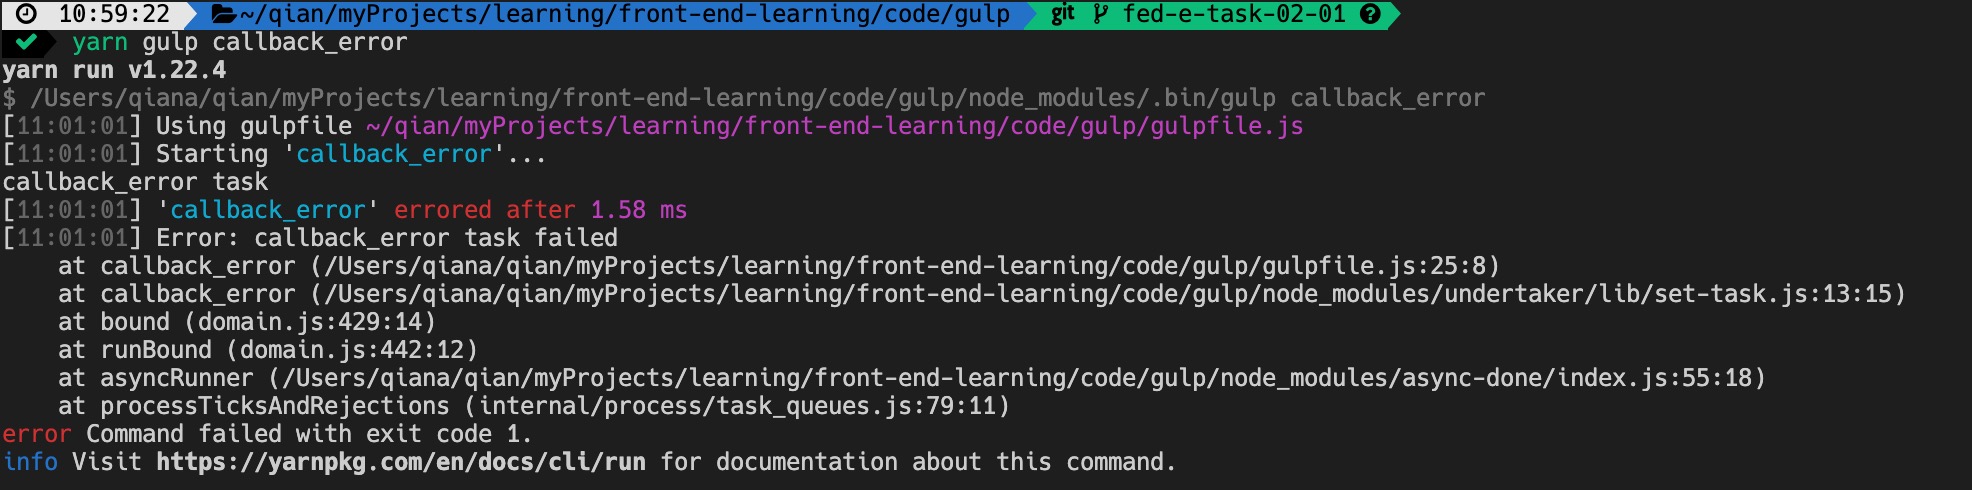 10:59:22 ~/qian/myProjects/learning/front-end-learning/code/gulp git fed-e-task-02-01 ?
✔ yarn gulp callback_error
yarn run v1.22.4
$ /Users/qiana/qian/myProjects/learning/front-end-learning/code/gulp/node_modules/.bin/gulp callback_error
[11:01:01] Using gulpfile ~/qian/myProjects/learning/front-end-learning/code/gulp/gulpfile.js
[11:01:01] Starting 'callback_error'...
callback_error task
[11:01:01] 'callback_error' errored after 1.58 ms
[11:01:01] Error: callback_error task failed
    at callback_error (/Users/qiana/qian/myProjects/learning/front-end-learning/code/gulp/gulpfile.js:25:8)
    at callback_error (/Users/qiana/qian/myProjects/learning/front-end-learning/code/gulp/node_modules/undertaker/lib/set-task.js:13:15)
    at bound (domain.js:429:14)
    at runBound (domain.js:442:12)
    at asyncRunner (/Users/qiana/qian/myProjects/learning/front-end-learning/code/gulp/node_modules/async-done/index.js:55:18)
    at processTicksAndRejections (internal/process/task_queues.js:79:11)
error Command failed with exit code 1.
info Visit https://yarnpkg.com/en/docs/cli/run for documentation about this command.